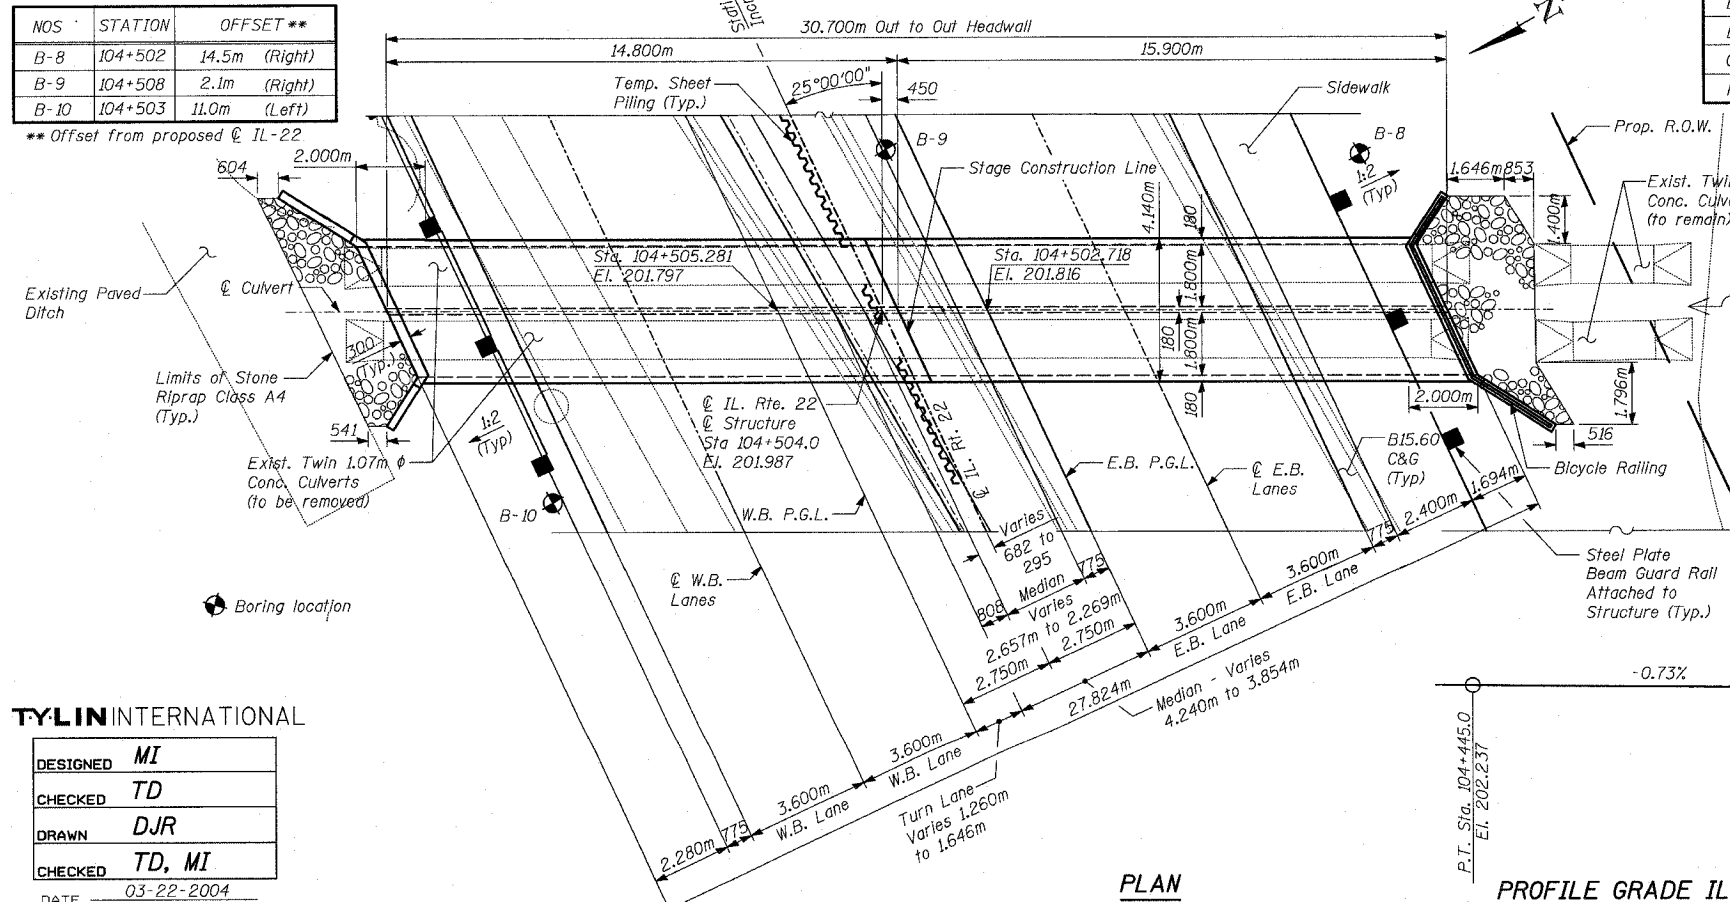 NOS STATION OFFSET **
B-8 104+502 14.5m (Right)
B-9 104+508 2.1m (Right)
B-10 104+503 11.0m (Left)
** Offset from proposed ℄ IL-22
30.700m Out to Out Headwall
14.800m
15.900m
Temp. Sheet
Piling (Typ.)
25°00'00"
450
Sidewalk
B-9
B-8
Prop. R.O.W.
Stage Construction Line
1:2
(Typ)
604
2.000m
4.140m
180
1.646m
853
1.400m
Exist. Twin
Conc.
(to remain)
Sta. 104+505.281
El. 201.797
Sta. 104+502.718
El. 201.816
1.800m
Existing Paved
Ditch
℄ Culvert
300
(Typ.)
180
1.800m
Limits of Stone
Riprap Class A4
(Typ.)
℄ IL. Rte. 22
℄ Structure
Sta 104+504.0
El. 201.987
℄ IL. Rt. 22
180
2.000m
1.796m
541
1:2
(Typ)
516
Exist. Twin 1.07m φ
Conc. Culverts
(to be removed)
B-10
W.B. P.G.L.
E.B. P.G.L.
℄ E.B.
Lanes
B15.60
C&G
(Typ)
Bicycle Railing
1.694m
2.400m
775
Varies
682 to
295
℄ W.B.
Lanes
Steel Plate
Beam Guard Rail
Attached to
Structure (Typ.)
Boring location
808
Median
775
Varies
2.657m to 2.269m
3.600m
E.B. Lane
3.600m
E.B. Lane
2.750m
2.750m
27.824m
Median - Varies
4.240m to 3.854m
-0.73%
P.T. Sta. 104+445.0
El. 202.237
TYLIN INTERNATIONAL
DESIGNED MI
CHECKED TD
DRAWN DJR
CHECKED TD, MI
DATE 03-22-2004
3.600m
W.B. Lane
3.600m
W.B. Lane
Turn Lane
Varies 1.260m
to 1.646m
775
2.280m
PLAN
PROFILE GRADE IL